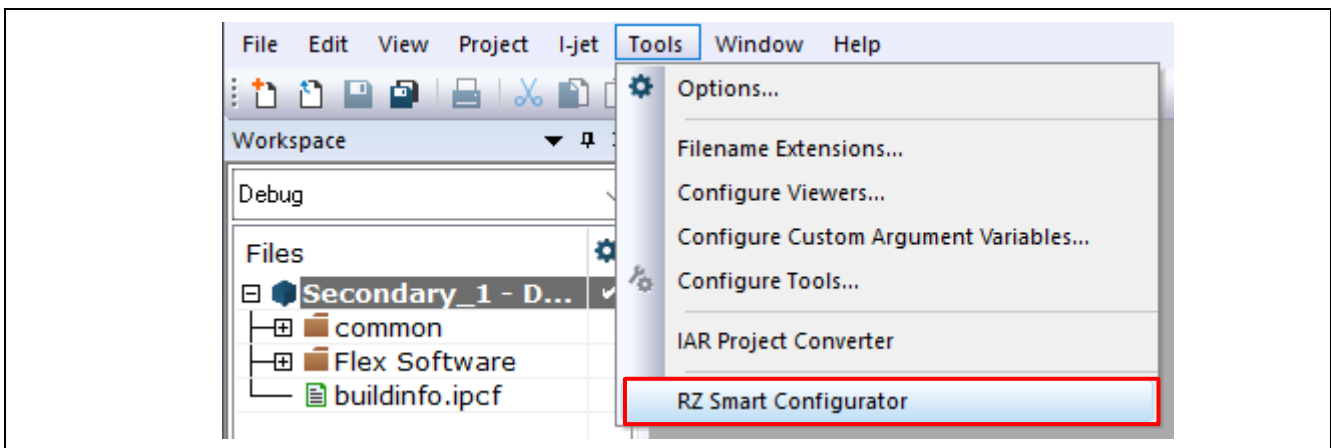 File Edit View Project I-jet Tools Window Help
Options...
Workspace
Filename Extensions...
Debug
Configure Viewers...
Configure Custom Argument Variables...
Files
Configure Tools...
Secondary_1 - D...
common
IAR Project Converter
Flex Software
buildinfo.ipcf
RZ Smart Configurator